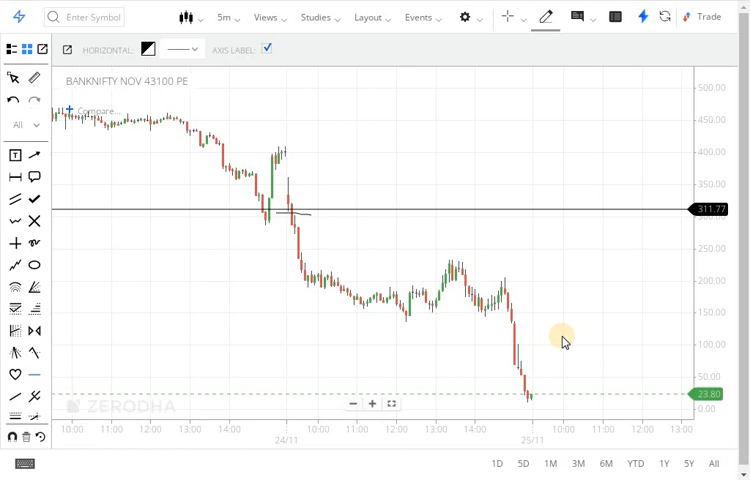 Enter Symbol
5m
Views
Studies
Layout
Events
Trade
HORIZONTAL:
AXIS LABEL:
BANKNIFTY NOV 43100 PE
Compare...
All
T
500.00
450.00
400.00
350.00
311.77
250.00
200.00
150.00
100.00
50.00
23.80
0.00
ZERODHA
10:00 11:00 12:00 13:00 14:00 10:00 11:00 12:00 13:00 14:00 10:00 11:00 12:00 13:00
24/11 25/11
1D 5D 1M 3M 6M YTD 1Y 5Y All